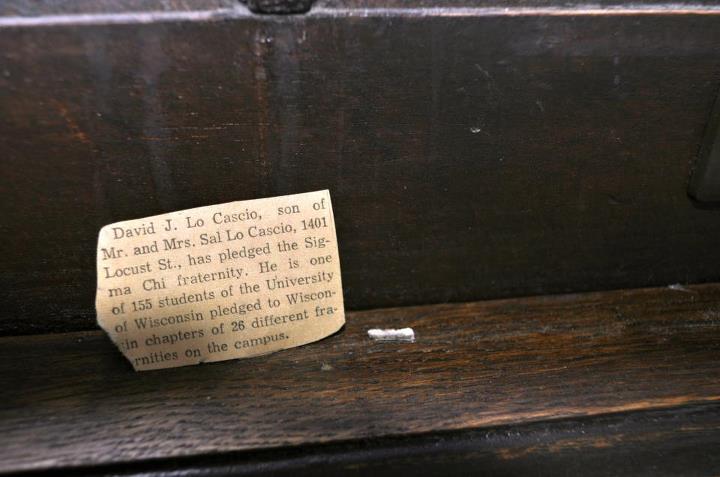 David J. Lo Cascio, son of
Mr. and Mrs. Sal Lo Cascio, 1401
Locust St., has pledged the Sig-
ma Chi fraternity. He is one
of 155 students of the University
of Wisconsin pledged to Wiscon-
in chapters of 26 different fra-
rnities on the campus.